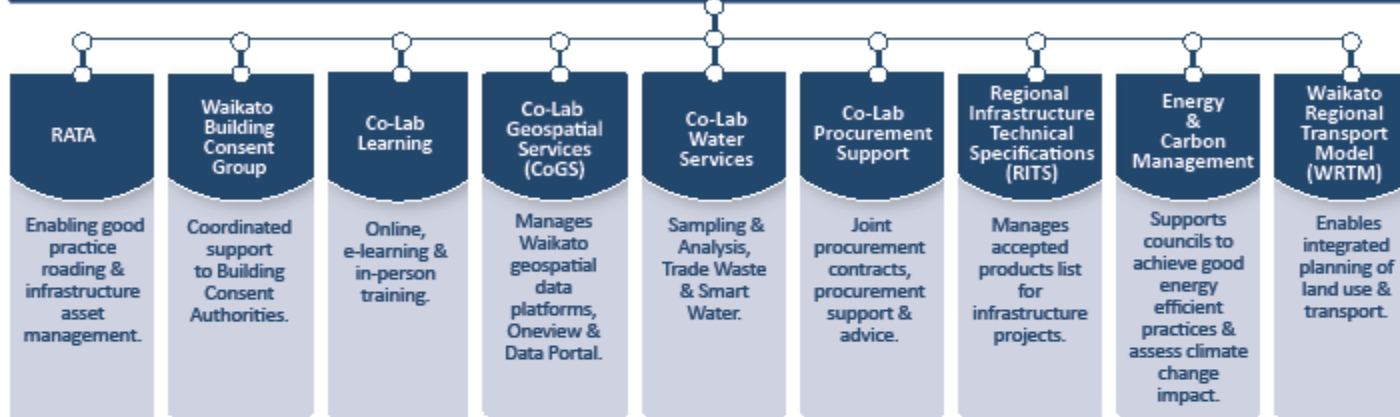 RATA
Enabling good
practice
roading &
infrastructure
asset
management.
Waikato
Building
Consent
Group
Coordinated
support
to Building
Consent
Authorities.
Co-Lab
Learning
Online,
e-learning &
in-person
training.
Co-Lab
Geospatial
Services
(CoGS)
Manages
Waikato
geospatial
data
platforms,
Oneview &
Data Portal.
Co-Lab
Water
Services
Sampling &
Analysis,
Trade Waste
& Smart
Water.
Co-Lab
Procurement
Support
Joint
procurement
contracts,
procurement
support &
advice.
Regional
Infrastructure
Technical
Specifications
(RITS)
Manages
accepted
products list
for
infrastructure
projects.
Energy
&
Carbon
Management
Supports
councils to
achieve good
energy
efficient
practices &
assess climate
change
impact.
Waikato
Regional
Transport
Model
(WRTM)
Enables
integrated
planning of
land use &
transport.